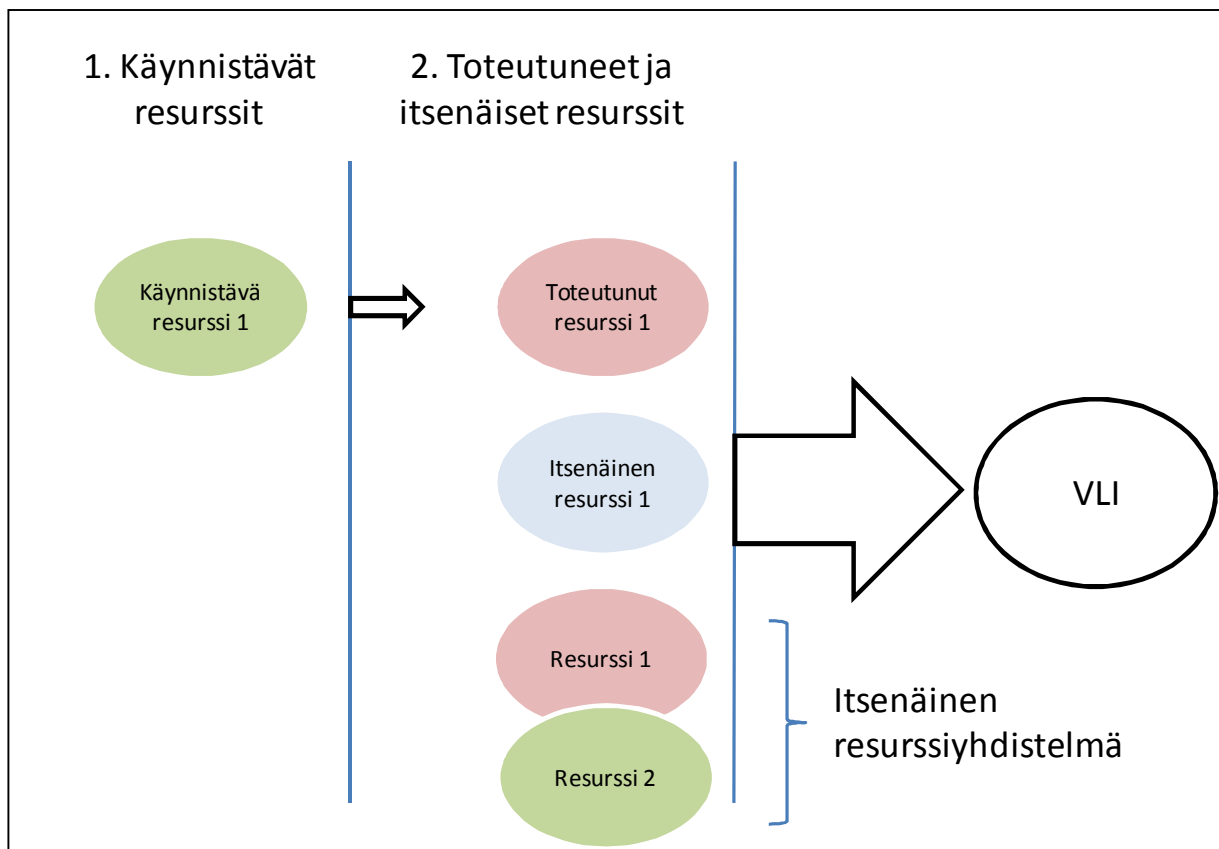 1. Käynnistävät
resurssit
2. Toteutuneet ja
itsenäiset resurssit
Käynnistävä
resurssi 1
Toteutunut
resurssi 1
Itsenäinen
resurssi 1
VLI
Resurssi 1
Resurssi 2
Itsenäinen
resurssiyhdistelmä